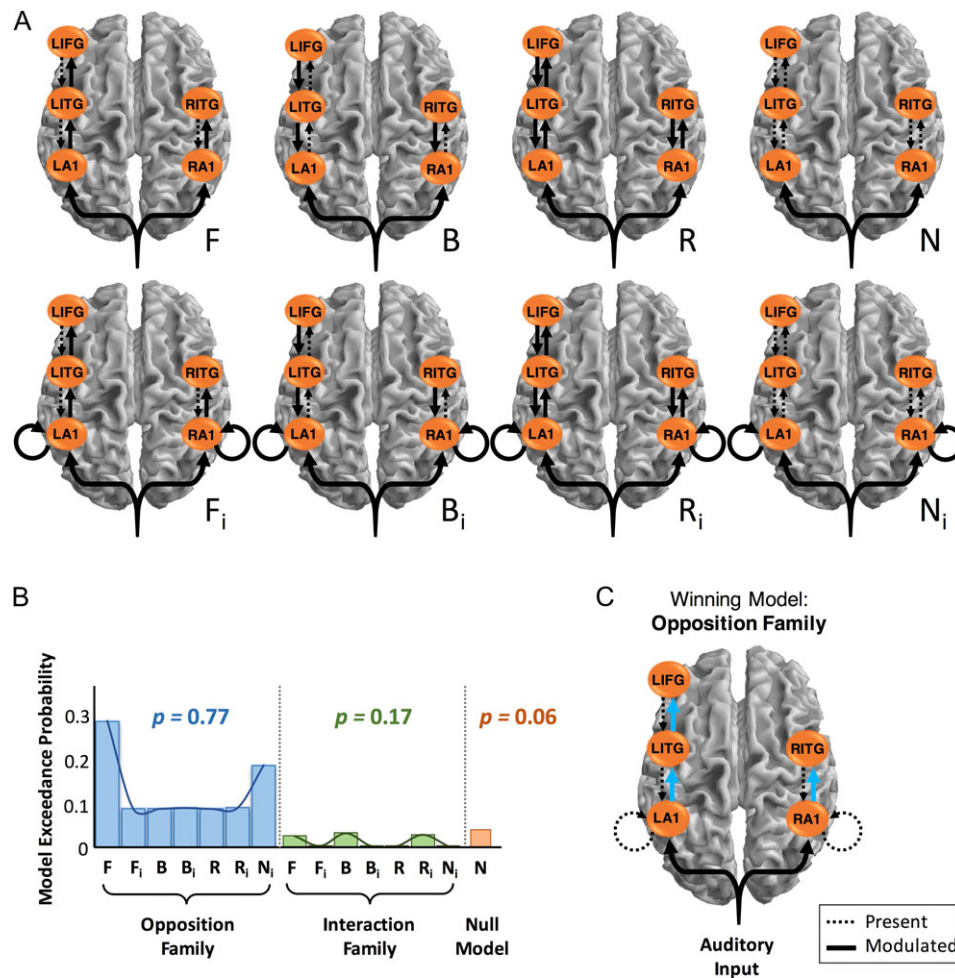 A
LIFG LIFG LIFG LIFG
LITG RITG LITG RITG LITG RITG LITG RITG
LA1 RA1 LA1 RA1 LA1 RA1 LA1 RA1
F B R N
LIFG LIFG LIFG LIFG
LITG RITG LITG RITG LITG RITG LITG RITG
LA1 RA1 LA1 RA1 LA1 RA1 LA1 RA1
Fi Bi Ri Ni
B
Model Exceedance Probability
p = 0.77 p = 0.17 p = 0.06
0.3
0.2
0.1
0
F Fi B Bi R Ri Ni F Fi B Bi R Ri Ni N
Opposition Interaction Null
Family Family Model
C
Winning Model:
Opposition Family
LIFG
LITG RITG
LA1 RA1
Auditory
Input
Present
Modulated